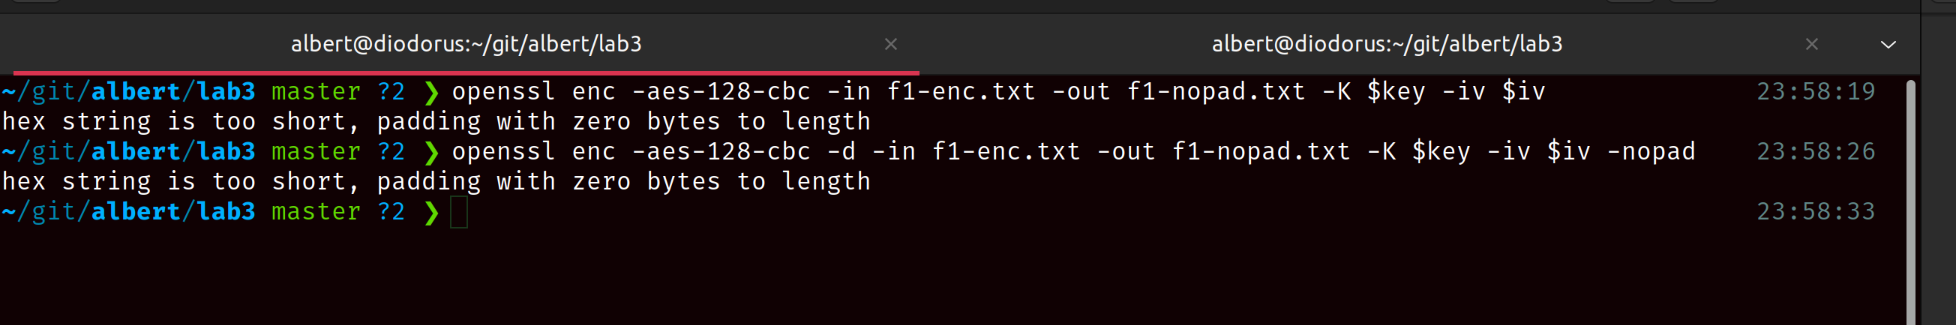 albert@diodorus:~/git/albert/lab3 × albert@diodorus:~/git/albert/lab3 ×
~/git/albert/lab3 master ?2 ❯ openssl enc -aes-128-cbc -in f1-enc.txt -out f1-nopad.txt -K $key -iv $iv 23:58:19
hex string is too short, padding with zero bytes to length
~/git/albert/lab3 master ?2 ❯ openssl enc -aes-128-cbc -d -in f1-enc.txt -out f1-nopad.txt -K $key -iv $iv -nopad 23:58:26
hex string is too short, padding with zero bytes to length
~/git/albert/lab3 master ?2 ❯ 23:58:33